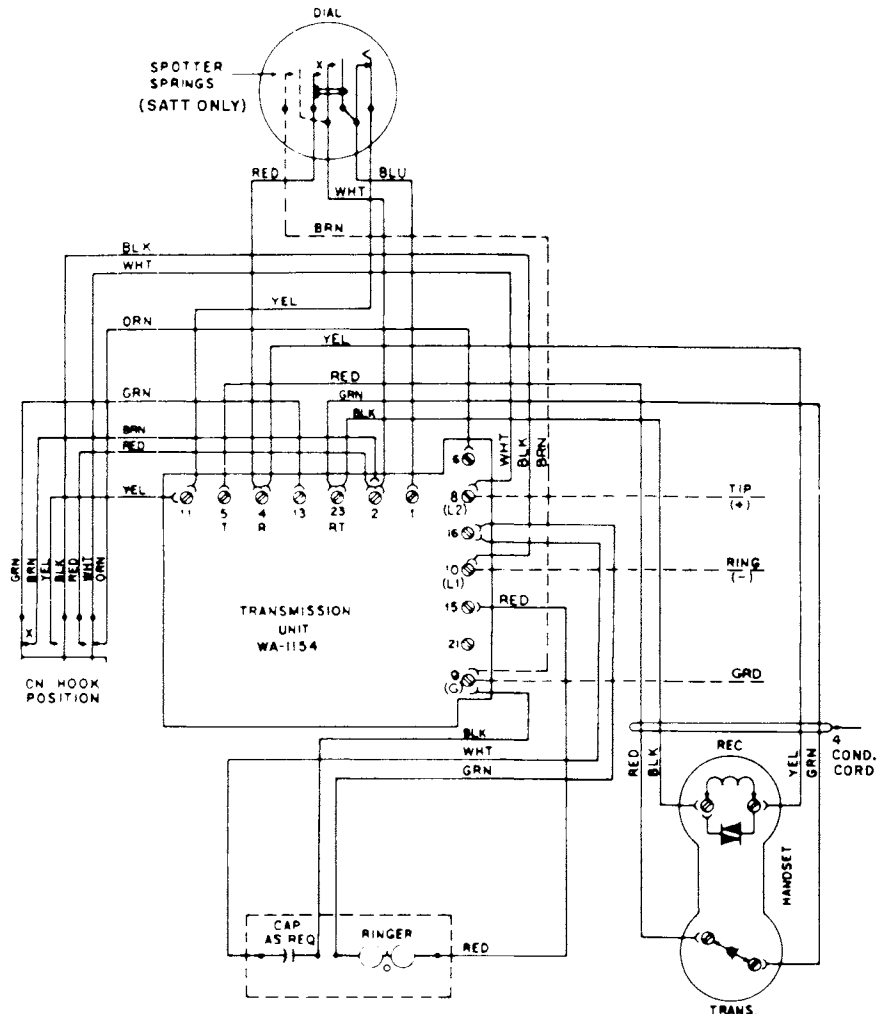 DIAL
SPOTTER
SPRINGS
(SATT ONLY)
X
RED
WHT
BLU
BRN
BLK
WHT
YEL
ORN
YEL
RED
GRN
GRN
BLK
BRN
RED
YEL
WHT
BLK
BRN
6
8
(L2)
16
10
(L1)
15
21
9
(G)
11
5
T
4
R
13
23
RT
2
1
TIP
(+)
RING
(-)
GRD
RED
TRANSMISSION
UNIT
WA-1154
GRN
BRN
YEL
BLK
RED
WHT
ORN
X
ON HOOK
POSITION
BLK
WHT
GRN
CAP
AS REQ
RINGER
RED
RED
BLK
REC
YEL
GRN
4
COND.
CORD
HANDSET
TRANS.